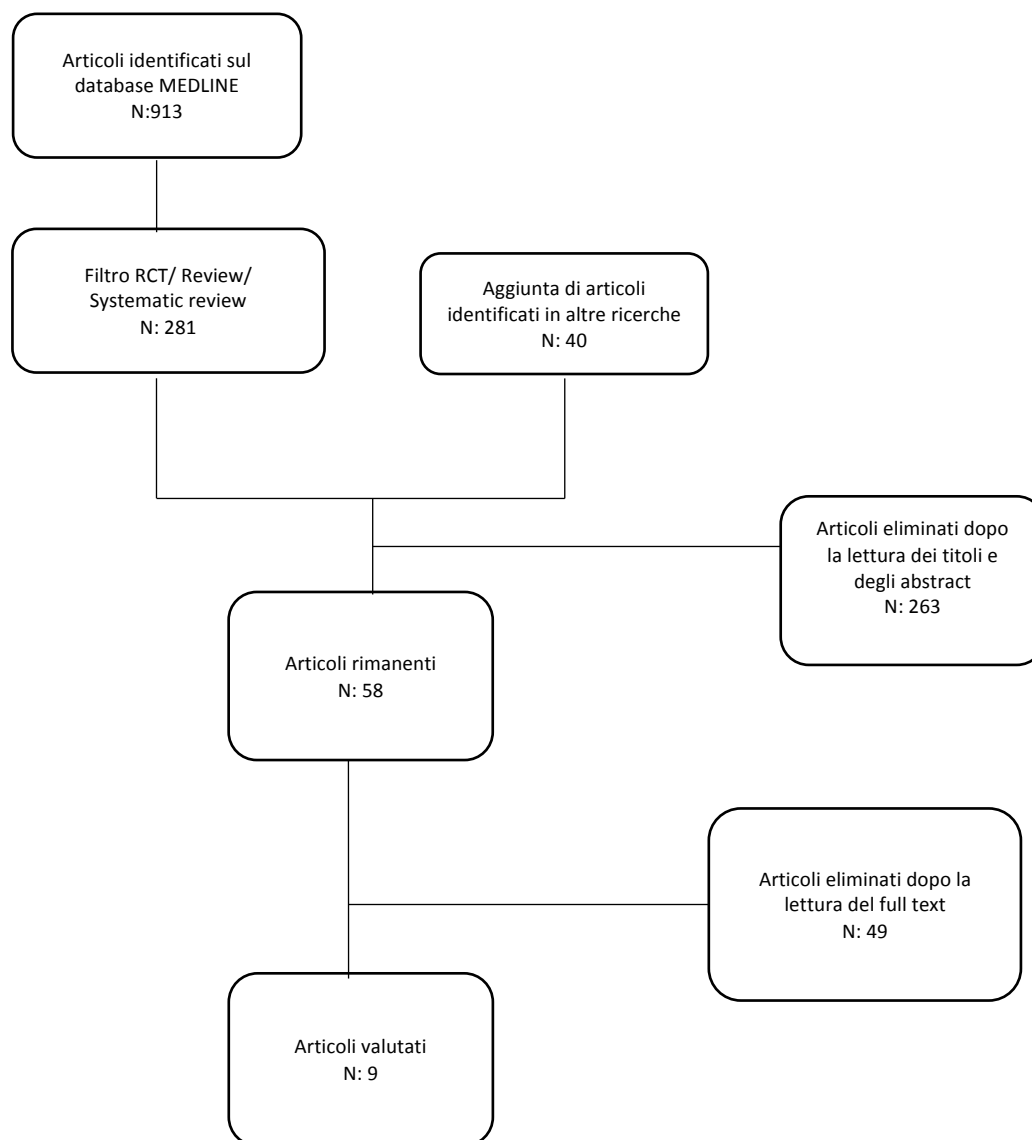 Articoli identificati sul
database MEDLINE
N:913
Filtro RCT/ Review/
Systematic review
N: 281
Aggiunta di articoli
identificati in altre ricerche
N: 40
Articoli eliminati dopo
la lettura dei titoli e
degli abstract
N: 263
Articoli rimanenti
N: 58
Articoli eliminati dopo la
lettura del full text
N: 49
Articoli valutati
N: 9